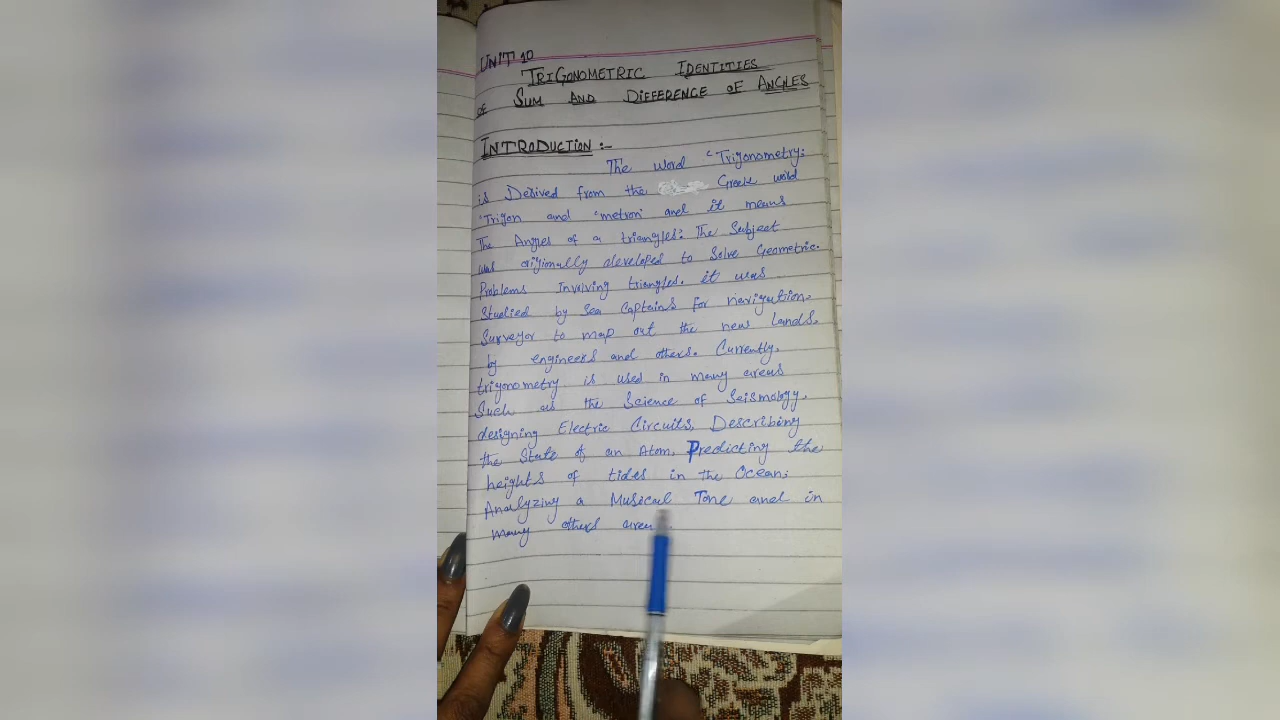 UNIT 10
TRIGONOMETRIC IDENTITIES
OF SUM AND DIFFERENCE OF ANGLES
INTRODUCTION :-
The word "Trigonometry:
is Derived from the Greek word
'Trigon and 'metron' and it means
The Angles of a triangles: The Subject
was origionally developed to Solve Geometric.
Problems Involving triangles. it was
Studied by Sea Captains for navigation.
Surveyor to map out the new Lands.
by engineers and others. Currently,
trigonometry is used in many areas
Such as the Science of Seismology,
designing Electric Circuits, Describing
the State of an Atom, Predicting the
heights of tides in the Ocean;
Analyzing a Musical Tone and in
many others areas.